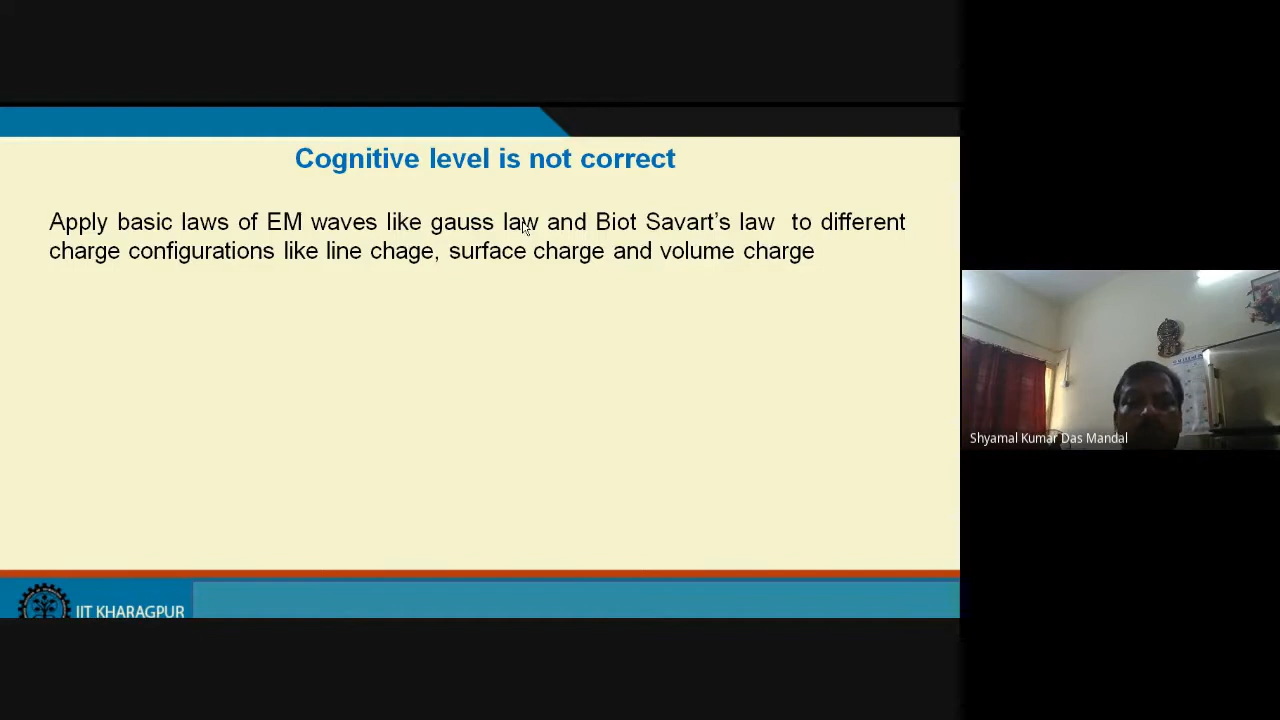 Cognitive level is not correct
Apply basic laws of EM waves like gauss law and Biot Savart’s law to different
charge configurations like line chage, surface charge and volume charge
Shyamal Kumar Das Mandal
IIT KHARAGPUR